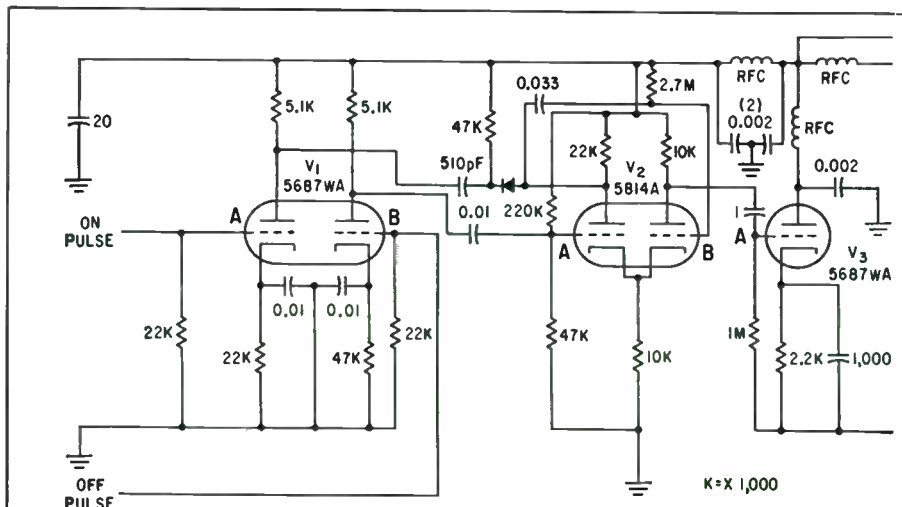 RFC
RFC
2.7M
0.033
5.1K
5.1K
(2)
0.002
RFC
20
47K
22K
V2
5814A
10K
0.002
510pF
V1
5687WA
0.01
220K
1
A
B
A
B
A
V3
5687WA
ON
PULSE
0.01
0.01
22K
22K
47K
22K
47K
10K
1M
2.2K
1,000
OFF
PULSE
K=X 1,000